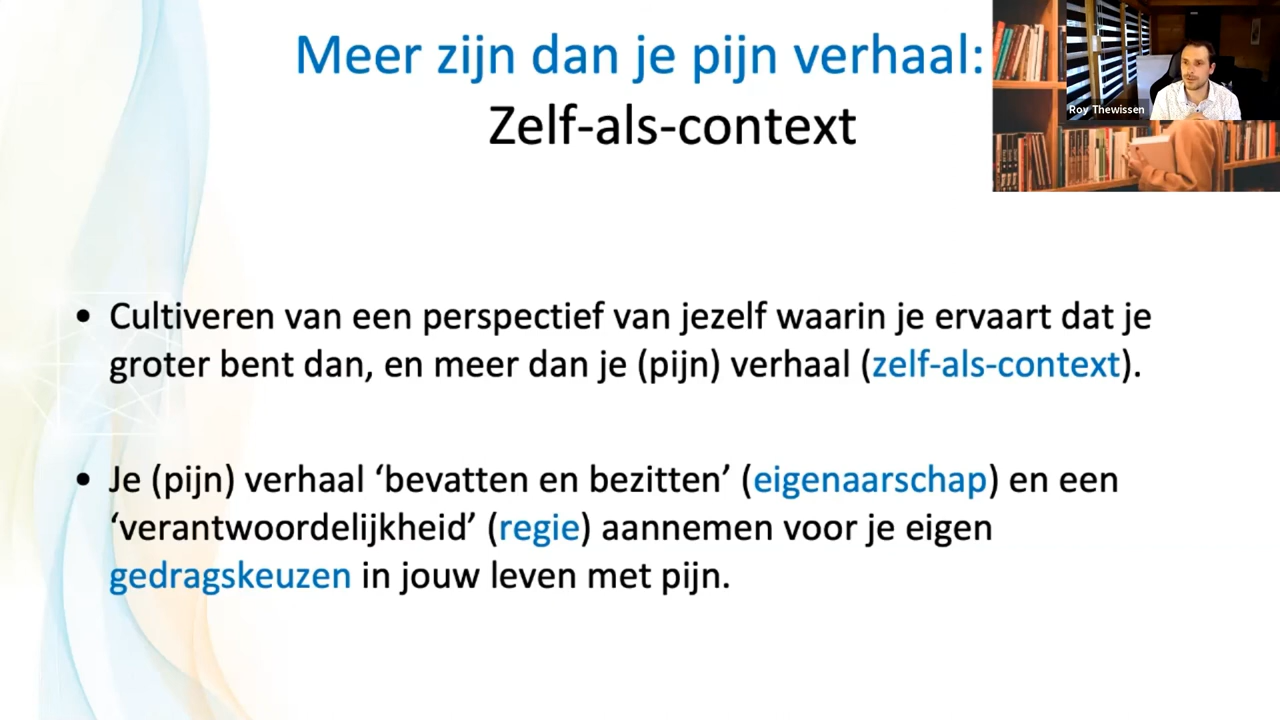 Meer zijn dan je pijn verhaal:
Zelf-als-context
Roy Thewissen
• Cultiveren van een perspectief van jezelf waarin je ervaart dat je
groter bent dan, en meer dan je (pijn) verhaal (zelf-als-context).
• Je (pijn) verhaal ‘bevatten en bezitten’ (eigenaarschap) en een
‘verantwoordelijkheid’ (regie) aannemen voor je eigen
gedragskeuzen in jouw leven met pijn.